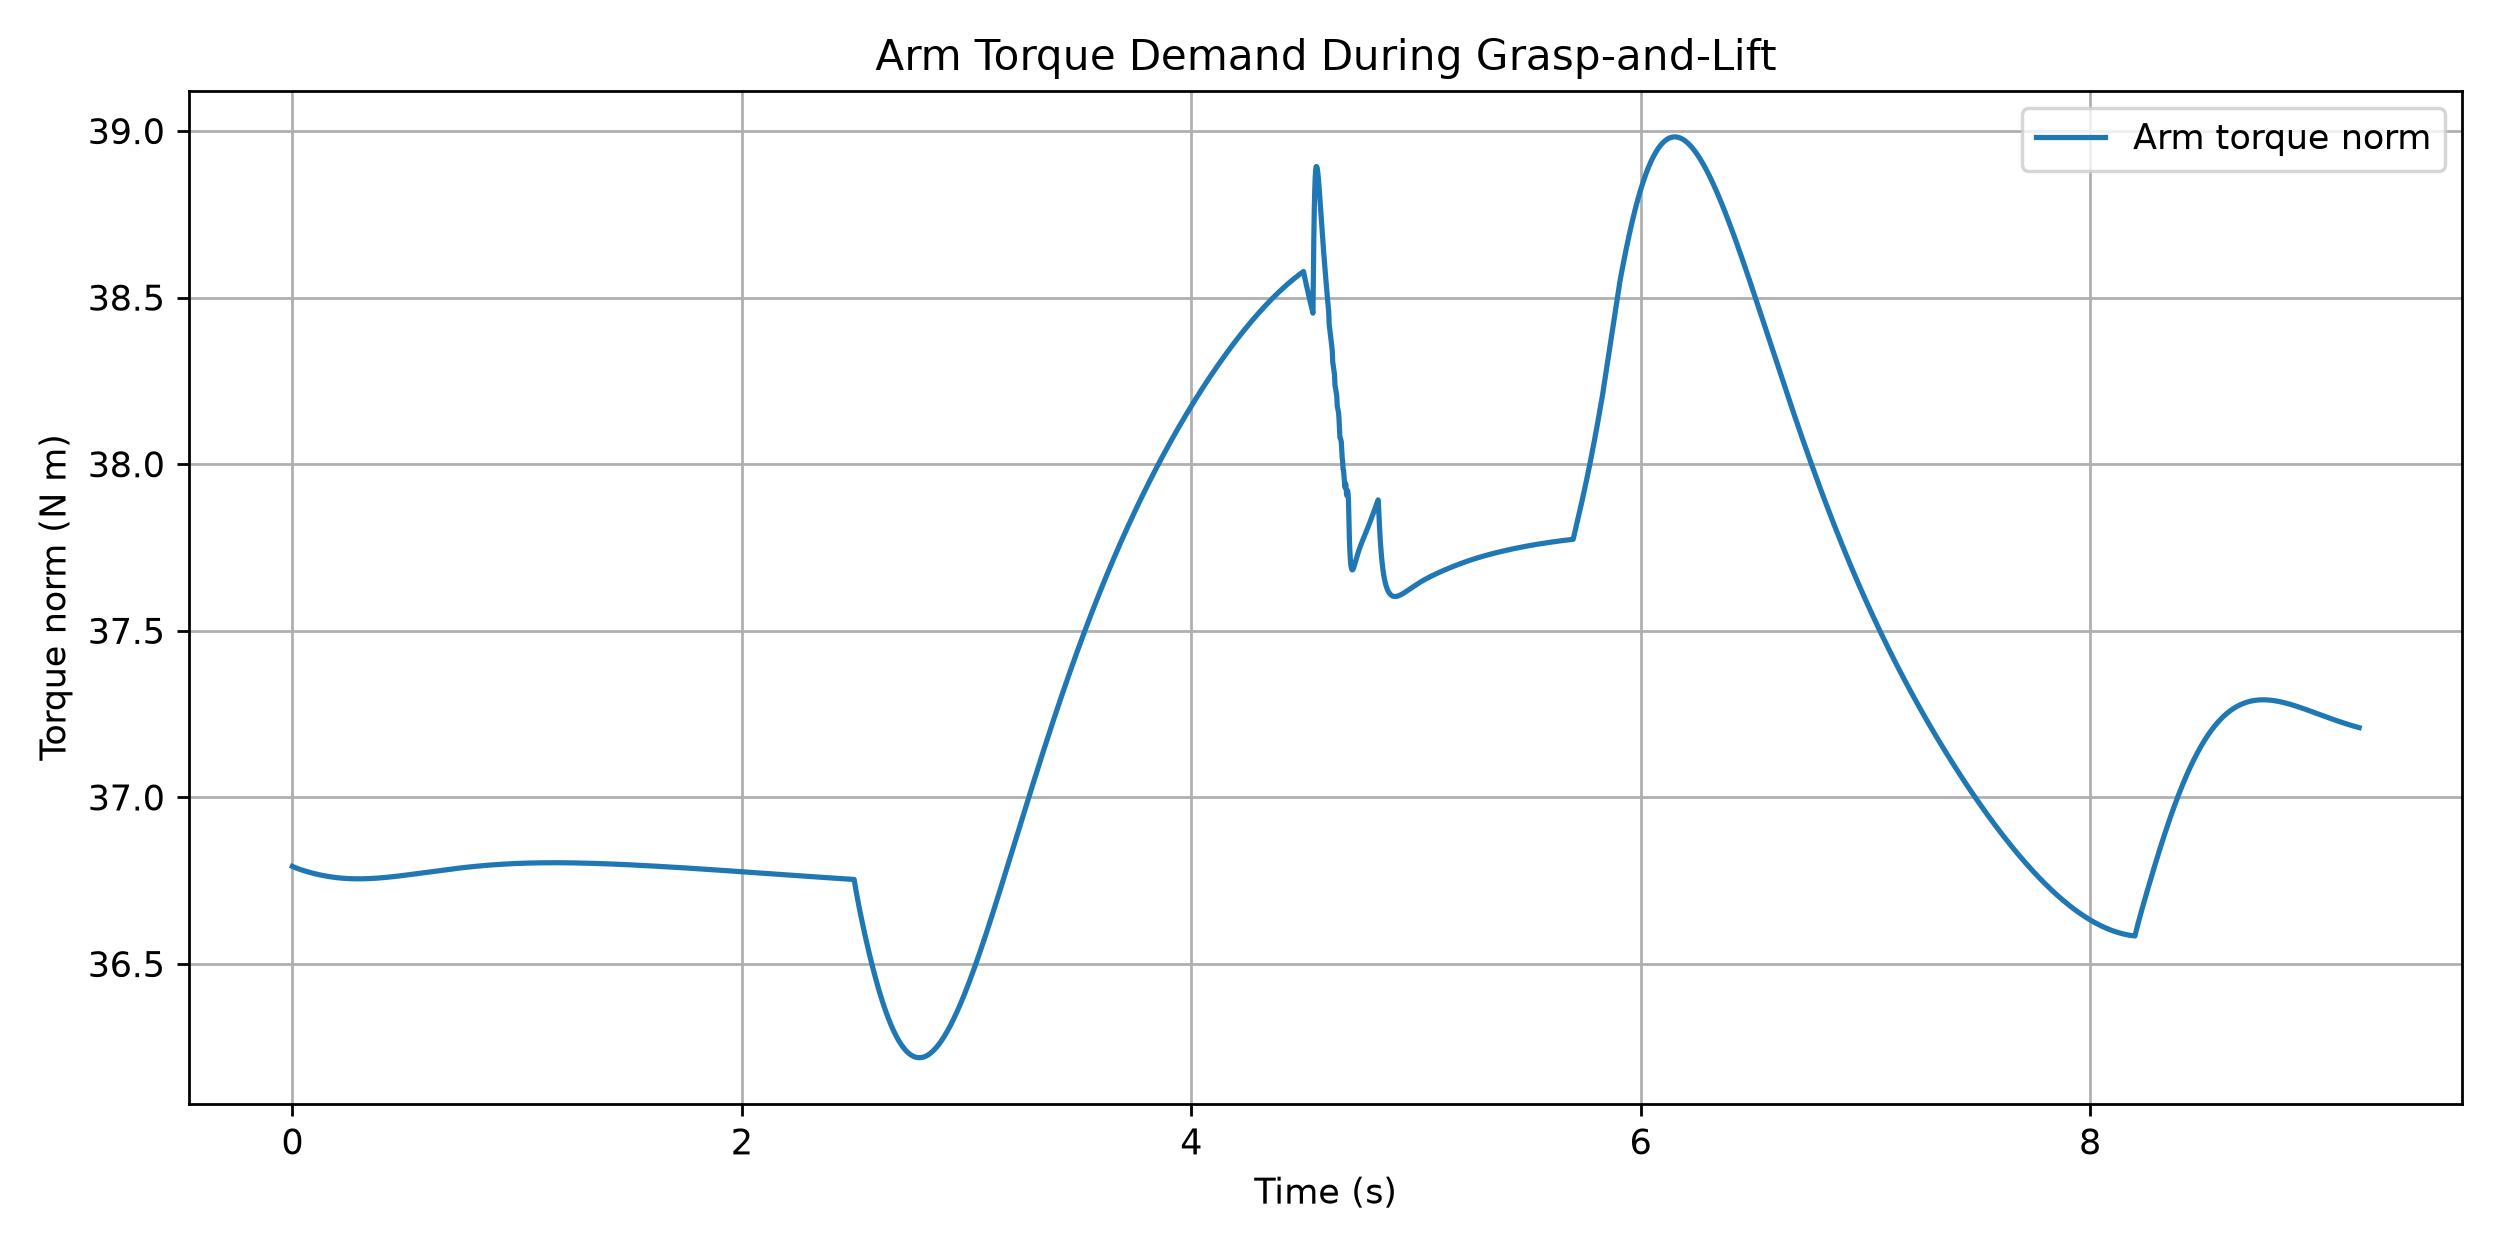 Arm Torque Demand During Grasp-and-Lift
Arm torque norm
Torque norm (N m)
39.0
38.5
38.0
37.5
37.0
36.5
0 2 4 6 8
Time (s)